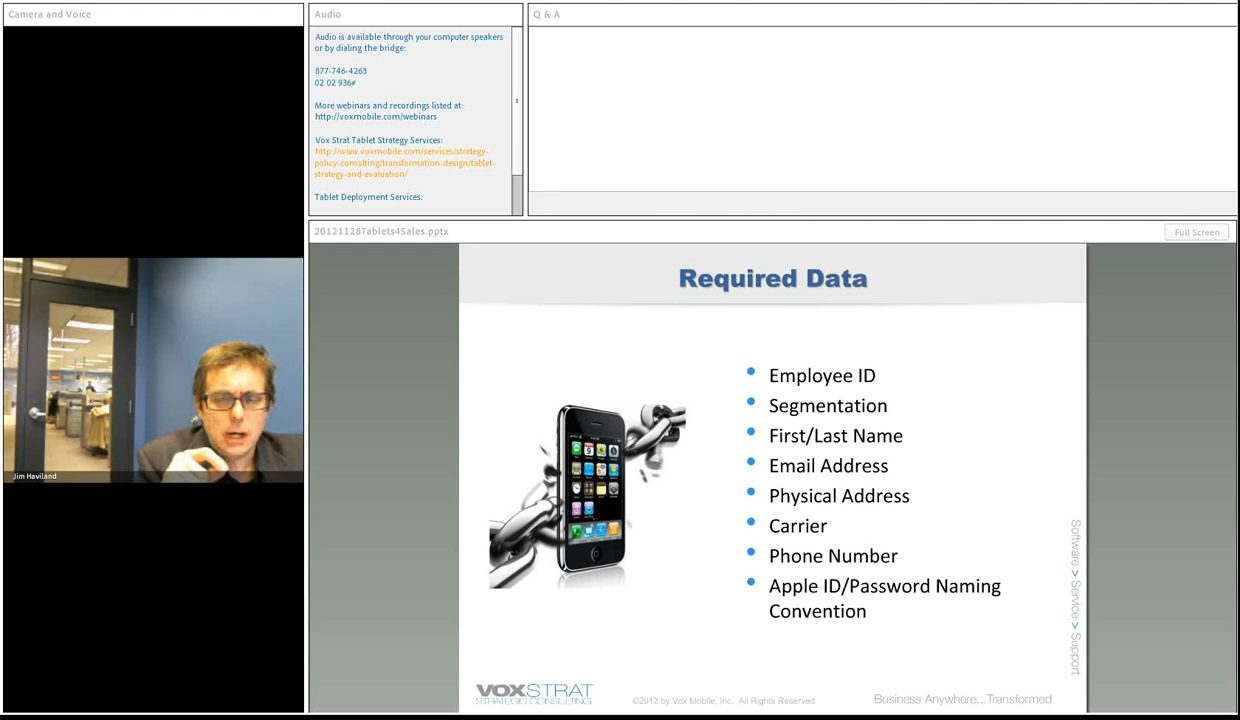 Camera and Voice
Jim Haviland
Audio
Audio is available through your computer speakers
or by dialing the bridge:
877-746-4263
02 02 936#
More webinars and recordings listed at:
http://voxmobile.com/webinars
Vox Strat Tablet Strategy Services:
http://www.voxmobile.com/services/strategy-
policy-consulting/transformation-design/tablet-
strategy-and-evaluation/
Tablet Deployment Services:
Q & A
20121128Tablets4Sales.pptx
Full Screen
Required Data
Employee ID
Segmentation
First/Last Name
Email Address
Physical Address
Carrier
Phone Number
Apple ID/Password Naming
Convention
Software > Service > Support
VOXSTRAT
STRATEGIC CONSULTING
©2012 by Vox Mobile, Inc. All Rights Reserved
Business Anywhere...Transformed